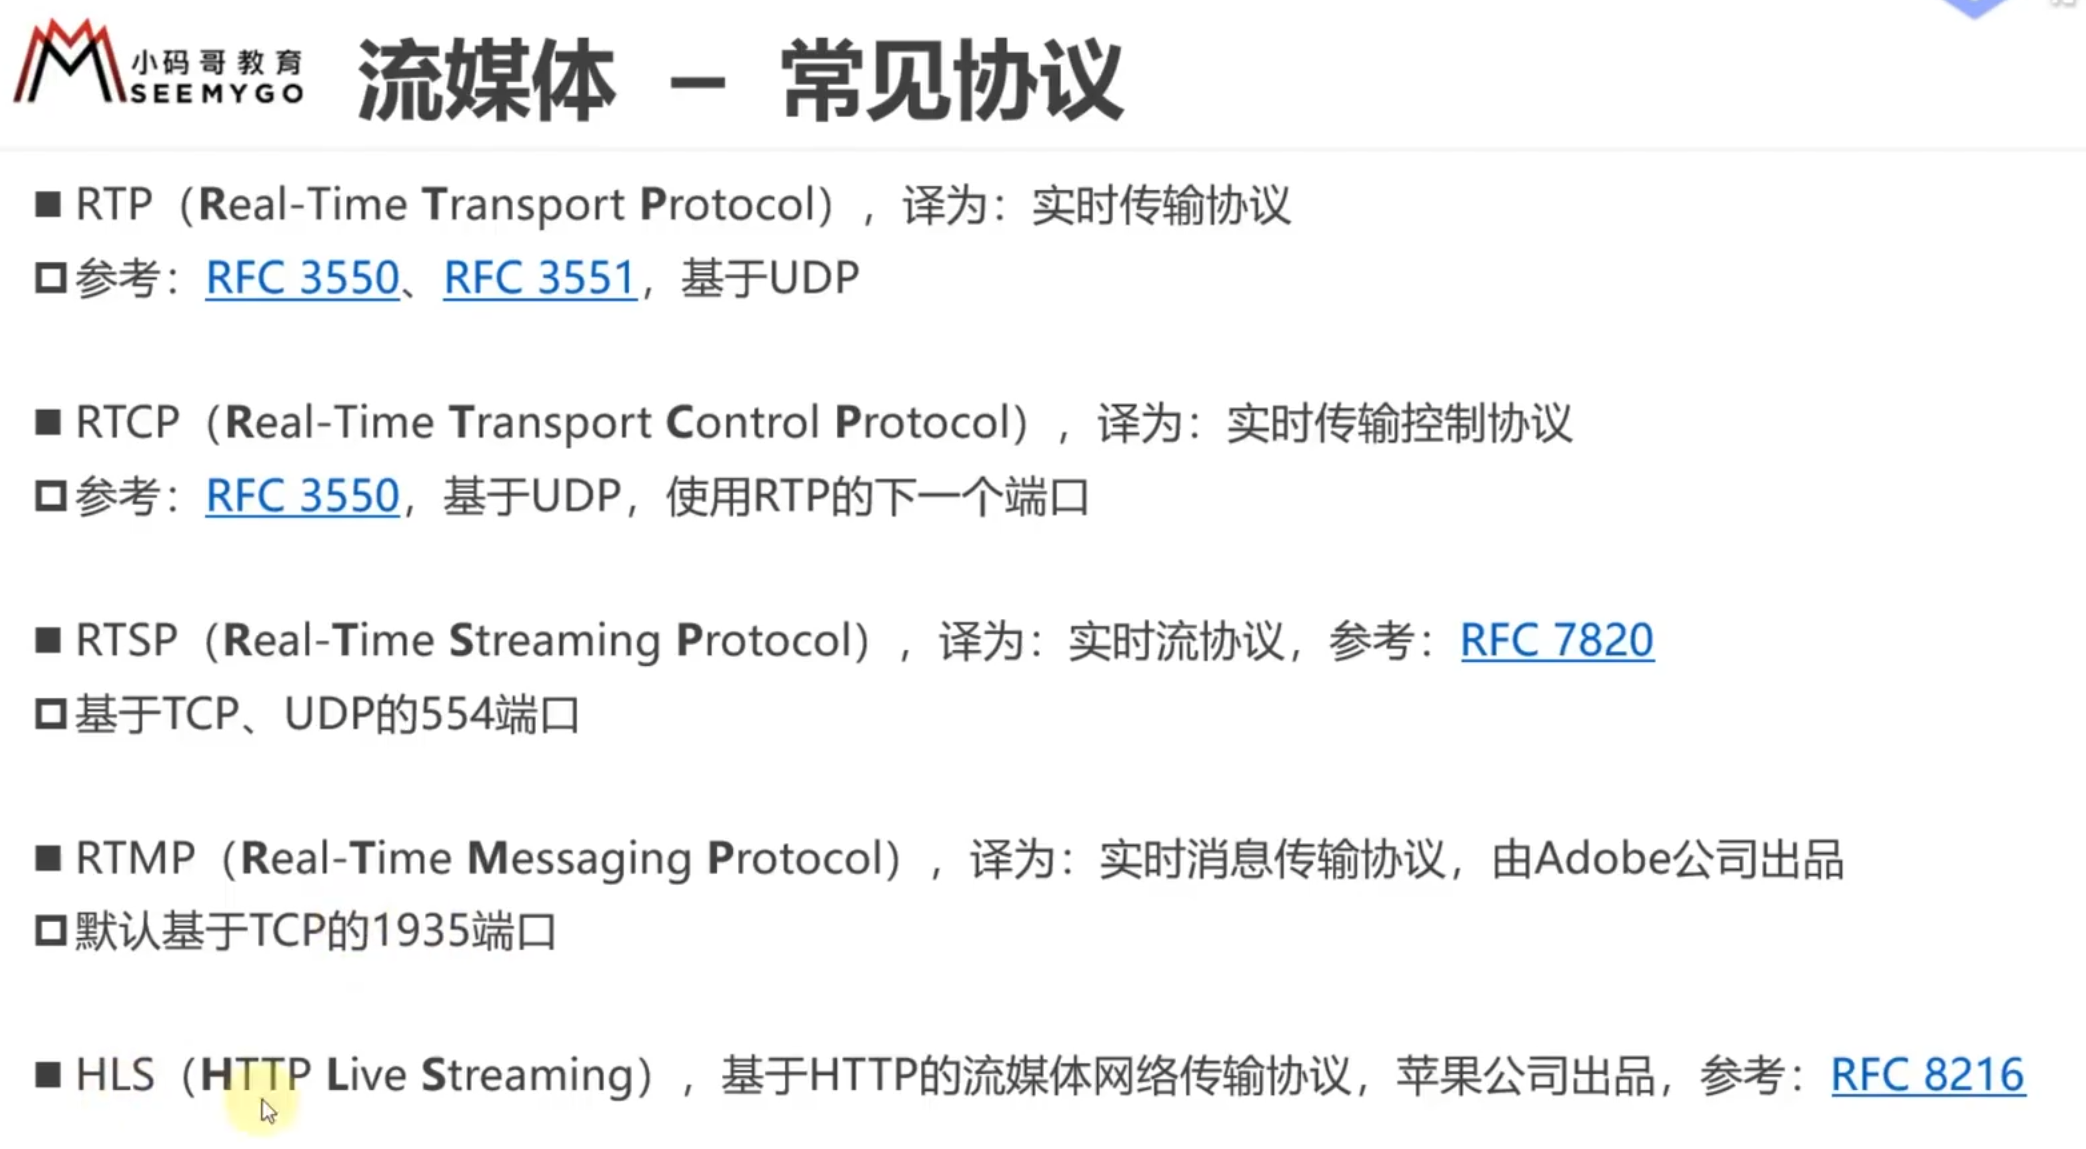 小码哥教育
SEEMYGO
流媒体 – 常见协议
■ RTP（Real-Time Transport Protocol），译为：实时传输协议
参考：RFC 3550、RFC 3551，基于UDP
■ RTCP（Real-Time Transport Control Protocol），译为：实时传输控制协议
参考：RFC 3550，基于UDP，使用RTP的下一个端口
■ RTSP（Real-Time Streaming Protocol），译为：实时流协议，参考：RFC 7820
基于TCP、UDP的554端口
■ RTMP（Real-Time Messaging Protocol），译为：实时消息传输协议，由Adobe公司出品
默认基于TCP的1935端口
■ HLS（HTTP Live Streaming），基于HTTP的流媒体网络传输协议，苹果公司出品，参考：RFC 8216